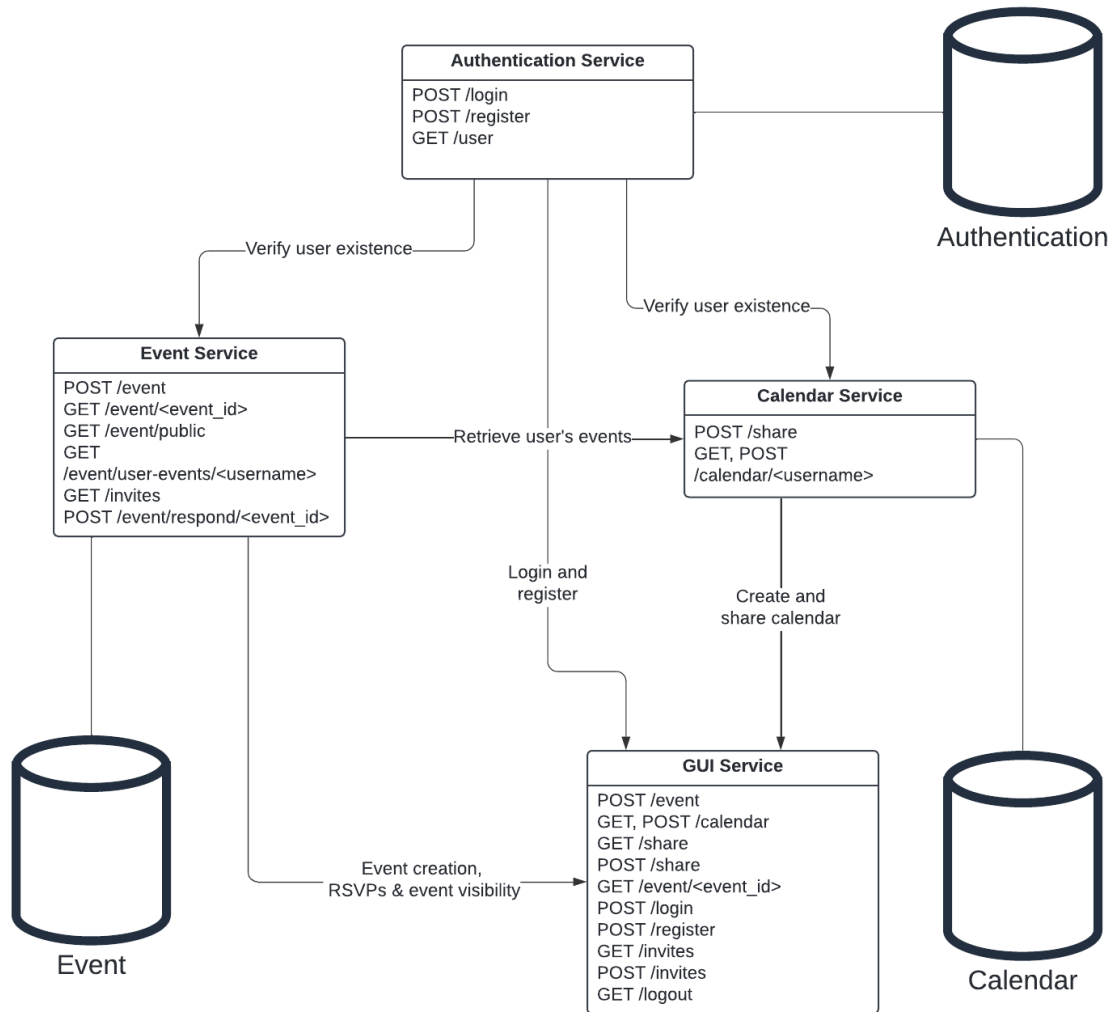 Authentication Service
POST /login
POST /register
GET /user
Authentication
Verify user existence
Verify user existence
Event Service
POST /event
GET /event/<event_id>
GET /event/public
GET
/event/user-events/<username>
GET /invites
POST /event/respond/<event_id>
Retrieve user's events
Calendar Service
POST /share
GET, POST
/calendar/<username>
Login and
register
Create and
share calendar
Event creation,
RSVPs & event visibility
GUI Service
POST /event
GET, POST /calendar
GET /share
POST /share
GET /event/<event_id>
POST /login
POST /register
GET /invites
POST /invites
GET /logout
Event
Calendar